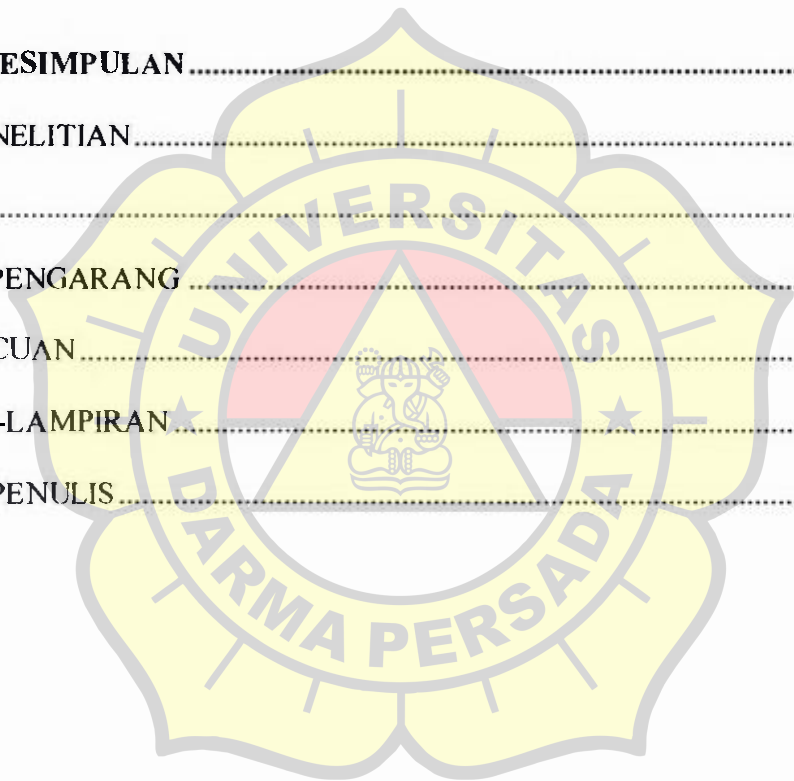 ESIMPULAN ....................
NELITIAN ....................
....................
PENGARANG ....................
CUAN ....................
-LAMPIRAN ....................
PENULIS ....................
UNIVERSITAS
DARMA PERSADA